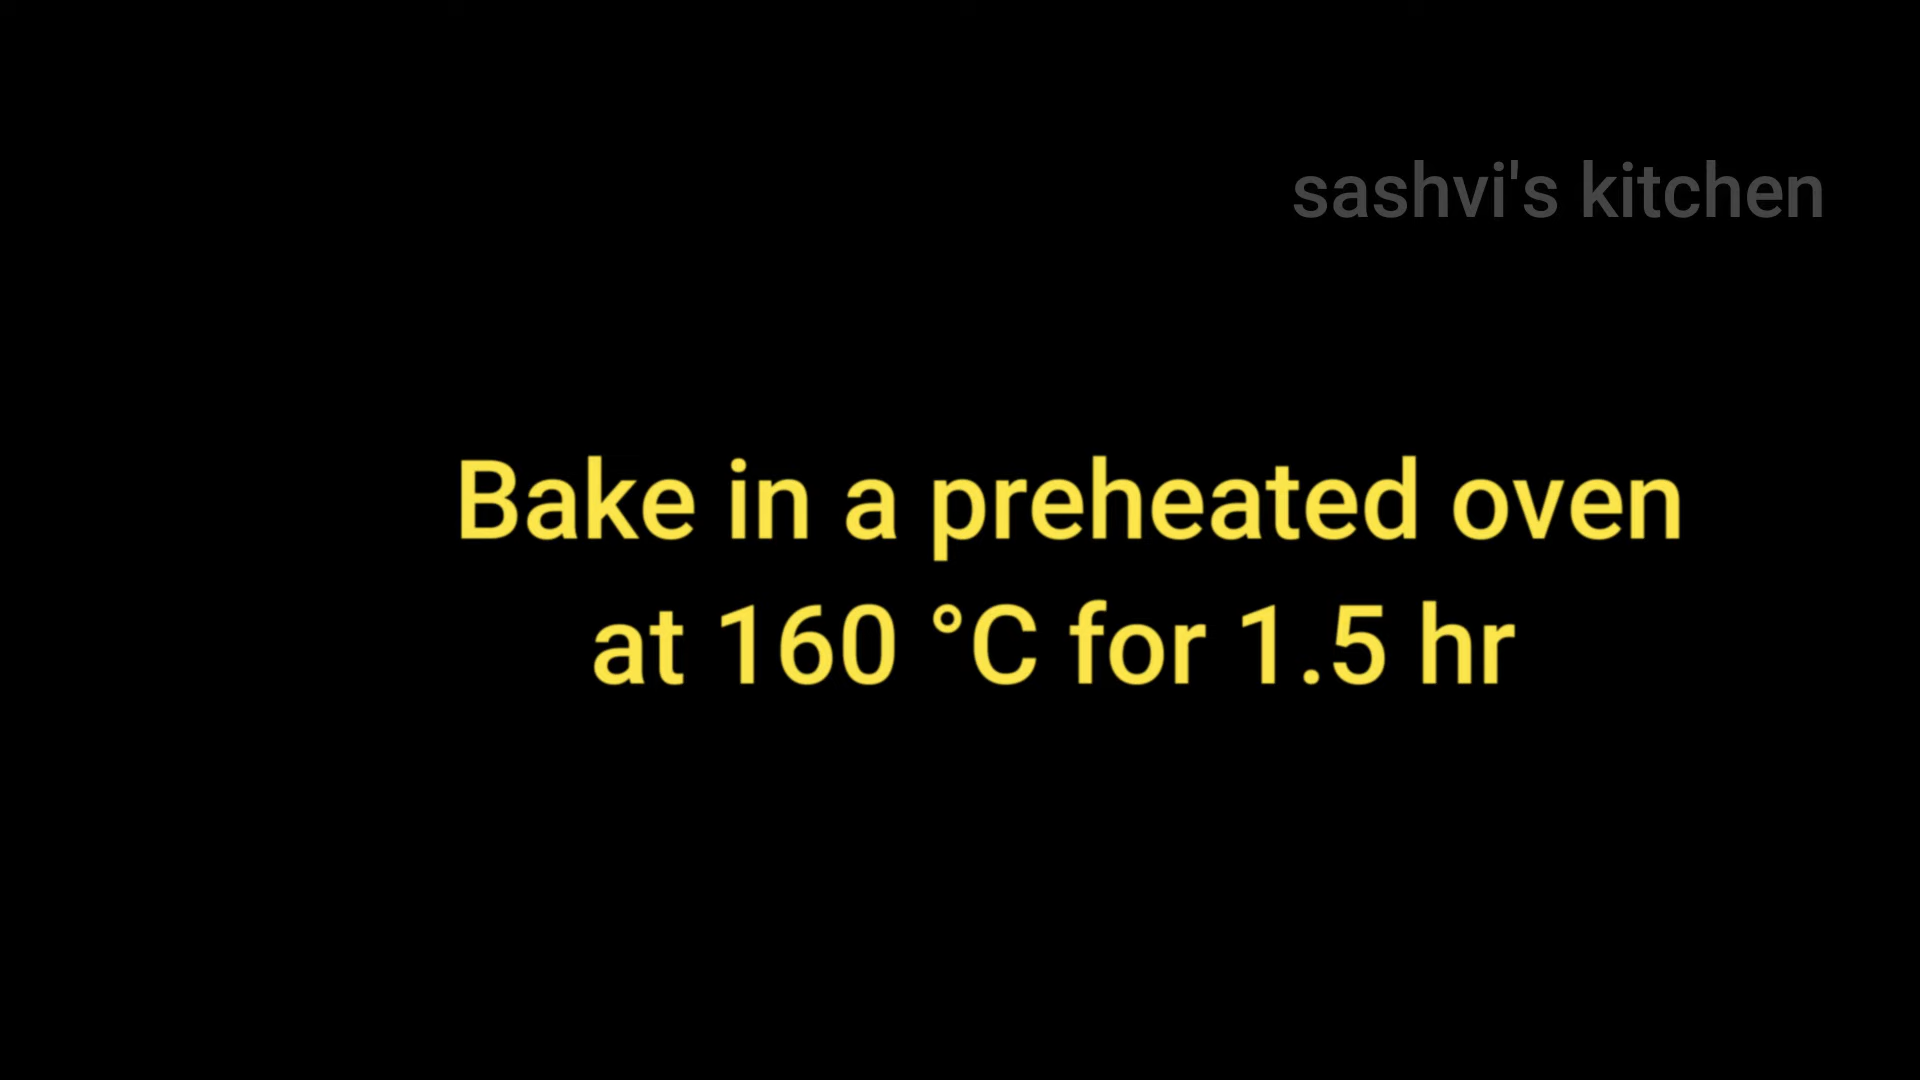 sashvi's kitchen
Bake in a preheated oven
at 160 °C for 1.5 hr